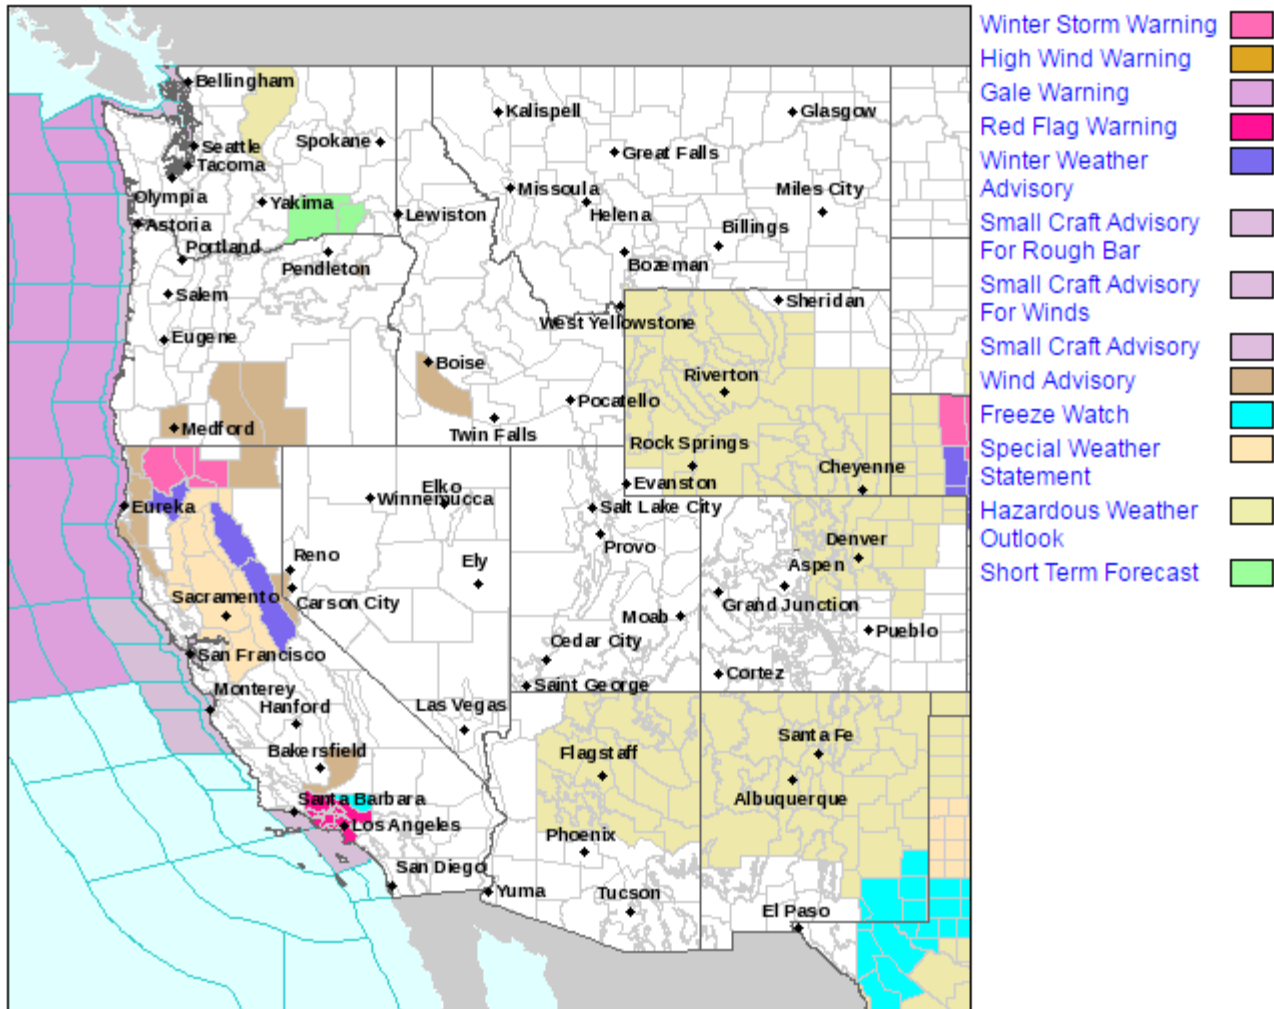 Winter Storm Warning
High Wind Warning
Gale Warning
Red Flag Warning
Winter Weather
Advisory
Small Craft Advisory
For Rough Bar
Small Craft Advisory
For Winds
Small Craft Advisory
Wind Advisory
Freeze Watch
Special Weather
Statement
Hazardous Weather
Outlook
Short Term Forecast
Bellingham
Seattle
Tacoma
Olympia
Spokane
Yakima
Astoria
Portland
Pendleton
Lewiston
Salem
Eugene
Medford
Kalispell
Great Falls
Glasgow
Missoula
Helena
Miles City
Billings
Bozeman
West Yellowstone
Sheridan
Boise
Pocatello
Twin Falls
Riverton
Rock Springs
Cheyenne
Evanston
Eureka
Elko
Winnemucca
Salt Lake City
Provo
Reno
Ely
Carson City
Sacramento
San Francisco
Denver
Aspen
Grand Junction
Moab
Pueblo
Cedar City
Saint George
Cortez
Monterey
Hanford
Las Vegas
Bakersfield
Santa Barbara
Los Angeles
San Diego
Flagstaff
Phoenix
Yuma
Tucson
Santa Fe
Albuquerque
El Paso